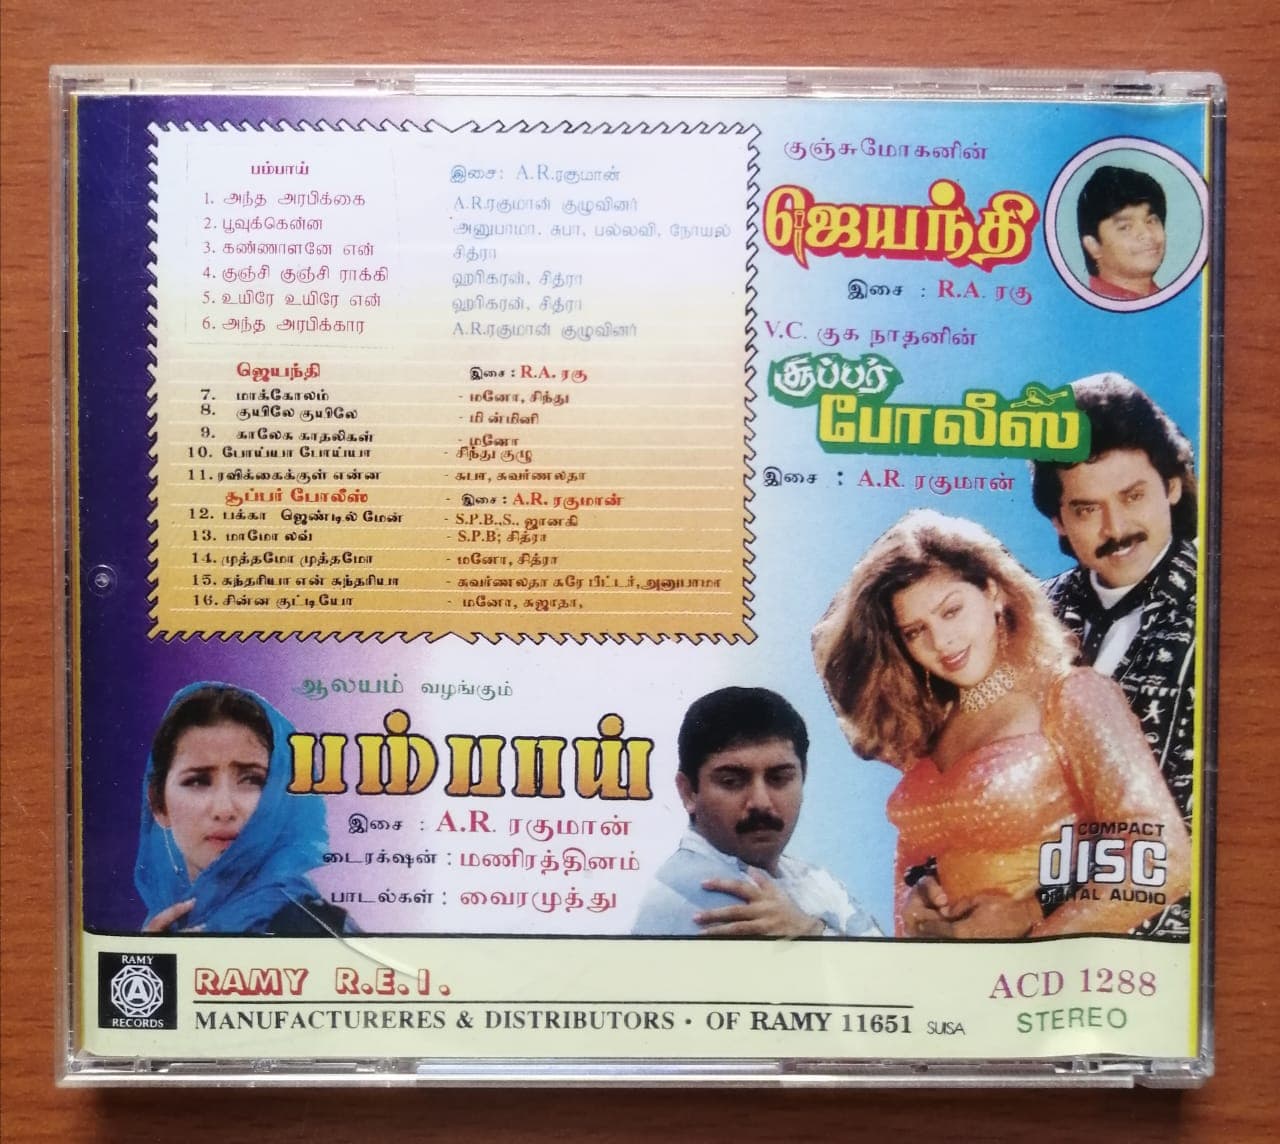 பம்பாய் இசை: A.R.ரகுமான்
1. அந்த அரபிக்கை A.R.ரகுமான் குழுவினர்
2. பூவுக்கென்ன அனுபாமா. சுபா, பல்லவி, நோயல்
3. கண்ணாளனே என் சித்ரா
4. குஞ்சி குஞ்சி ராக்கி ஹரிகரன், சித்ரா
5. உயிரே உயிரே என் ஹரிகரன், சித்ரா
6. அந்த அரபிக்கார A.R.ரகுமான் குழுவினர்
ஜெயந்தி இசை : R.A. ரகு
7. மாக்கோலம் - மனோ, சிந்து
8. குயிலே குயிலே - மின்மினி
9. காலேசு காதலிகள் - மனோ
10. போய்யா போய்யா - சிந்து குழு
11. ரவிக்கைக்குள் என்ன - சுபா, சுவர்ணலதா
சூப்பர் போலீஸ் - இசை : A.R. ரகுமான்
12. பக்கா ஜெண்டில் மேன் - S.P.B.,S., ஜானகி
13. மாமோ லவ் - S.P.B; சித்ரா
14. முத்தமோ முத்தமோ - மனோ, சித்ரா
15. சுந்தரியா என் சுந்தரியா - சுவர்ணலதா சுரே பீட்டர், அனுபாமா
16. சின்ன குட்டியோ - மனோ, சுஜாதா,
குஞ்சுமோகனின்
ஜெயந்தி
இசை : R.A. ரகு
V.C. குக நாதனின்
சூப்பர்
போலீஸ்
இசை : A.R. ரகுமான்
ஆலயம் வழங்கும்
பம்பாய்
இசை : A.R. ரகுமான்
டைரக்‌ஷன் : மணிரத்தினம்
பாடல்கள் : வைரமுத்து
COMPACT
disc
DIGITAL AUDIO
RAMY
A
RECORDS
RAMY R.E.I.
MANUFACTURERES & DISTRIBUTORS • OF RAMY 11651 SUISA
ACD 1288
STEREO